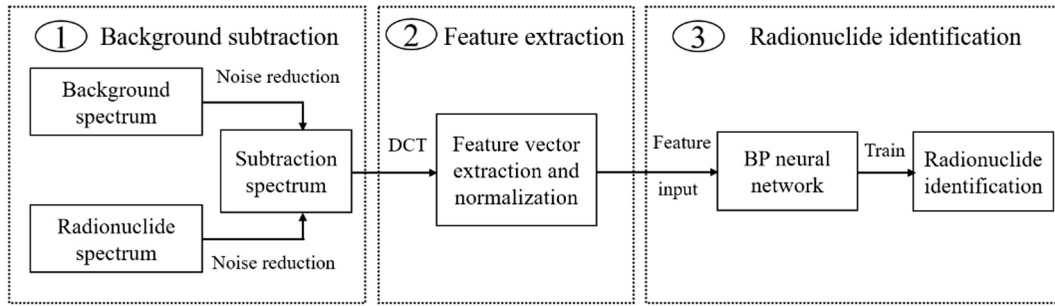 1 Background subtraction
Noise reduction
Background
spectrum
Subtraction
spectrum
Radionuclide
spectrum
Noise reduction
2 Feature extraction
DCT
Feature vector
extraction and
normalization
3 Radionuclide identification
Feature
input
BP neural
network
Train
Radionuclide
identification